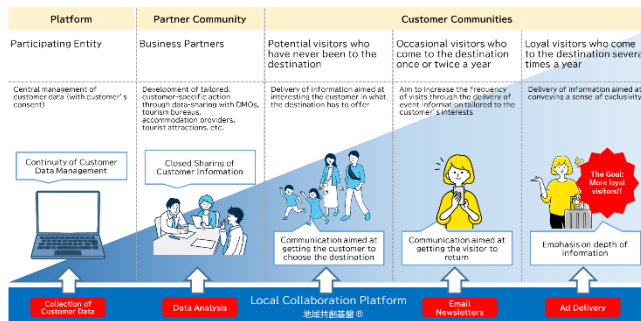 Platform
Partner Community
Customer Communities
Participating Entity
Business Partners
Potential visitors who
have never been to the
destination
Occasional visitors who
come to the destination
once or twice a year
Loyal visitors who come
to the destination several
times a year
Central management of
customer data (with customer's
consent)
Development of tailored,
customer-specific action
through data-sharing with DMOs,
tourism bureaus,
accommodation providers,
tourist attractions, etc.
Delivery of information aimed at
interesting the customer in what
the destination has to offer
Aim to increase the frequency
of visits through the delivery of
event information tailored to the
customer's interests
Delivery of information aimed at
conveying a sense of exclusivity
Continuity of Customer
Data Management
Closed Sharing of
Customer Information
The Goal:
More loyal
visitors!!
Communication aimed at
getting the customer to
choose the destination
Communication aimed at
getting the visitor to
return
Emphasis on depth of
information
Local Collaboration Platform
地域共創基盤 ®
Collection of
Customer Data
Data Analysis
Email
Newsletters
Ad Delivery